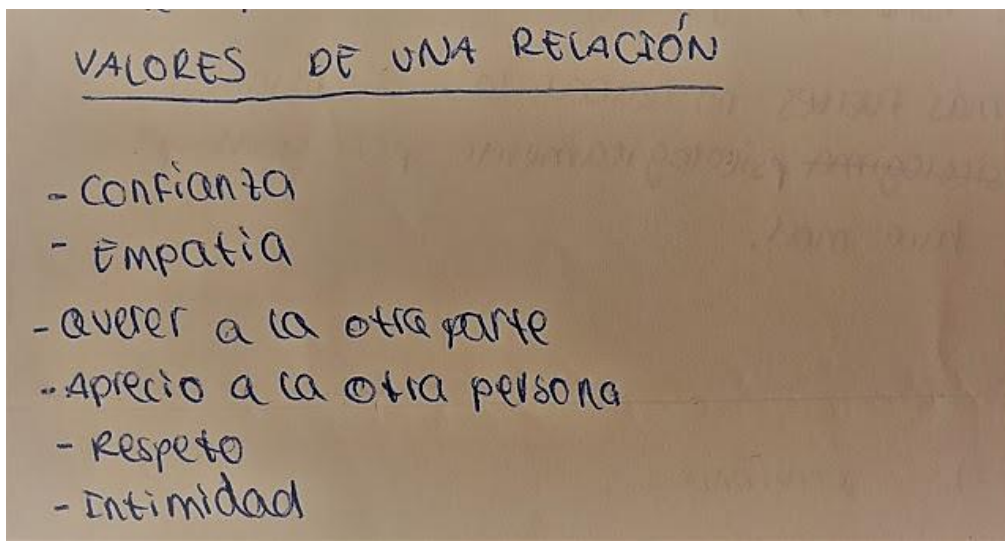 VALORES DE UNA RELACIÓN
- Confianza
- Empatia
- Querer a la otra parte
- Aprecio a la otra persona
- Respeto
- Intimidad